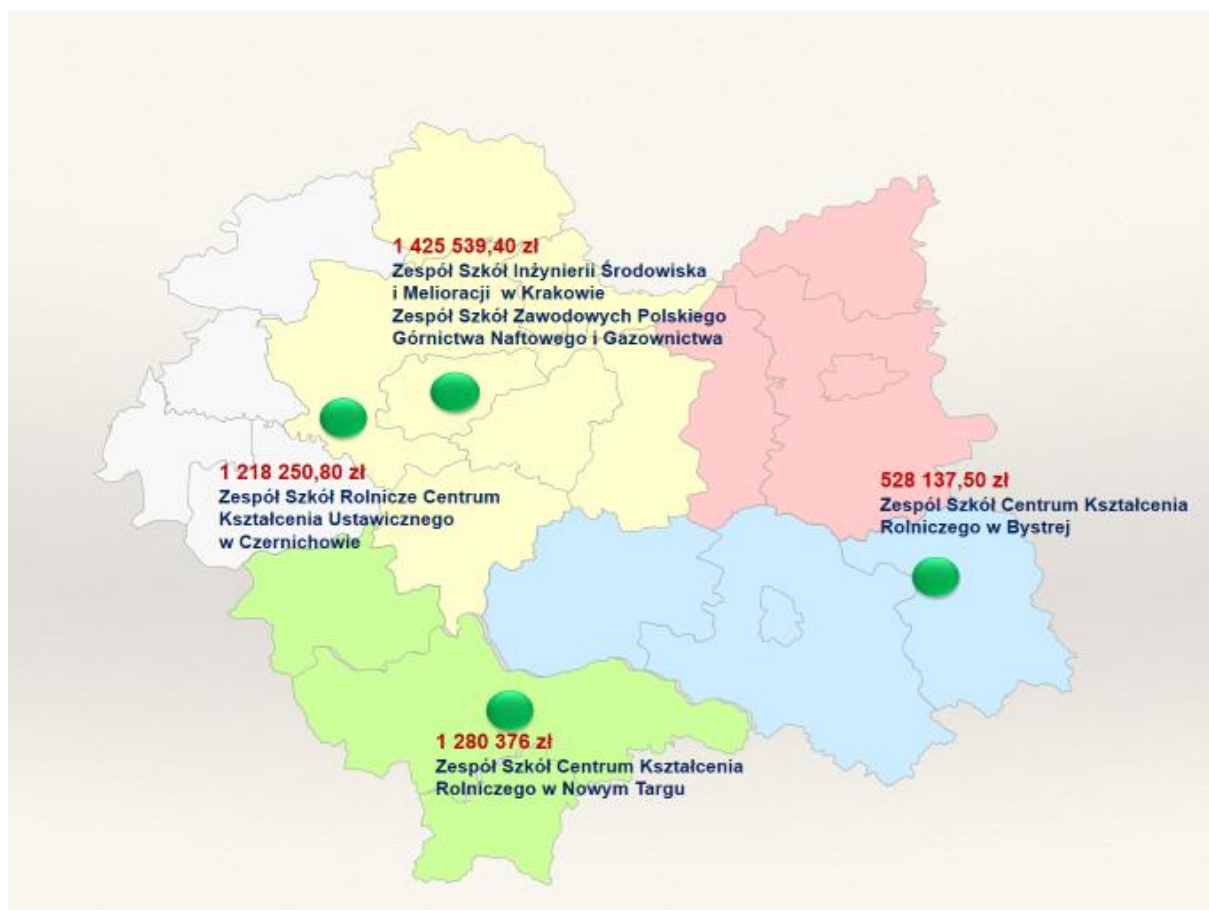 1 425 539,40 zł
Zespół Szkół Inżynierii Środowiska
i Melioracji w Krakowie
Zespół Szkół Zawodowych Polskiego
Górnictwa Naftowego i Gazownictwa
1 218 250,80 zł
Zespół Szkół Rolnicze Centrum
Kształcenia Ustawicznego
w Czernichowie
528 137,50 zł
Zespól Szkół Centrum Kształcenia
Rolniczego w Bystrej
1 280 376 zł
Zespół Szkół Centrum Kształcenia
Rolniczego w Nowym Targu